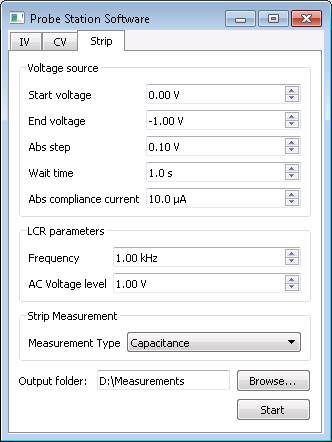 Probe Station Software
IV CV Strip
Voltage source
Start voltage 0.00 V
End voltage -1.00 V
Abs step 0.10 V
Wait time 1.0 s
Abs compliance current 10.0 µA
LCR parameters
Frequency 1.00 kHz
AC Voltage level 1.00 V
Strip Measurement
Measurement Type Capacitance
Output folder: D:\Measurements Browse...
Start